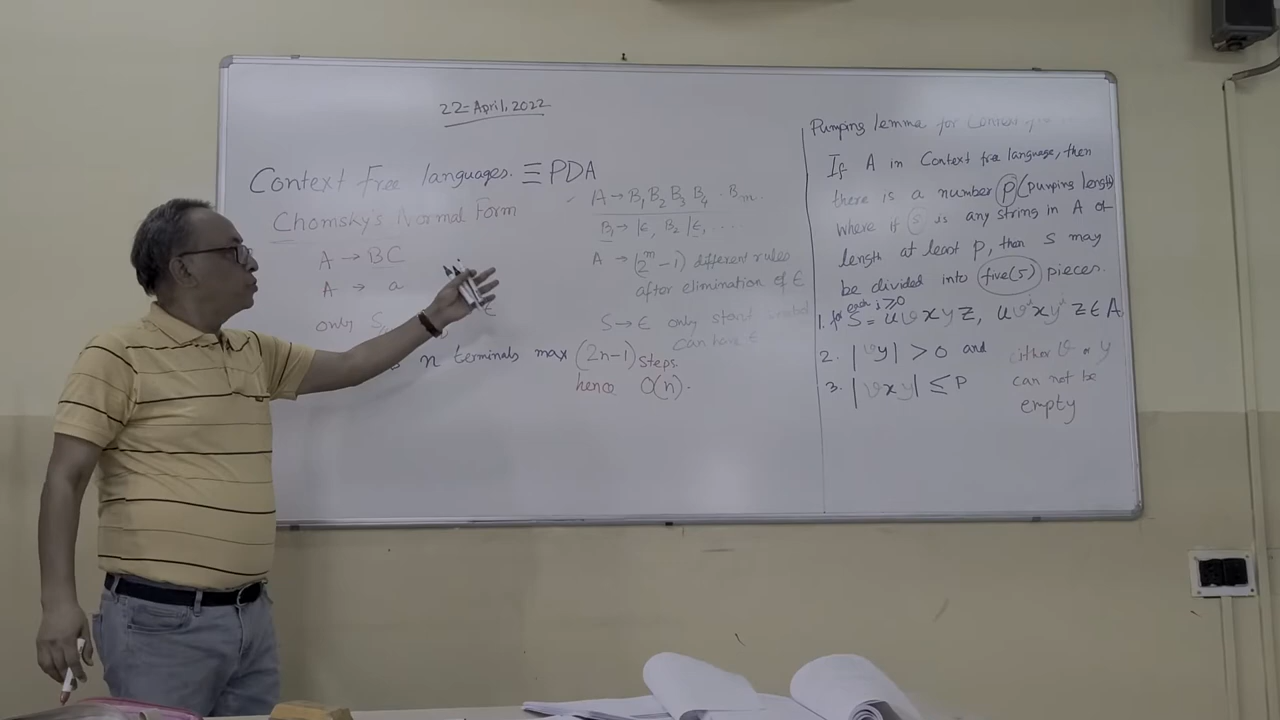 22-April, 2022
Context Free languages. ≡ PDA
Chomsky's Normal Form
A → BC
A → a
only S
ε
n terminals max (2n-1) steps.
hence O(n).
A → B₁ B₂ B₃ B₄ . Bₘ.
B₁ → |ε, B₂ |ε, ...
A → (2ᵐ-1) different rules
after elimination of ε
S → ε only start
can have ε
Pumping lemma for
If A in Context free language, then
there is a number p (pumping length)
where if s is any string in A of
length at least p, then s may
be divided into five(5) pieces.
1. for each i ≥ 0
S = u v x y z, u vⁱ x yⁱ z ∈ A
2. |vy| > 0 and either v or y
3. |vxy| ≤ P can not be
empty